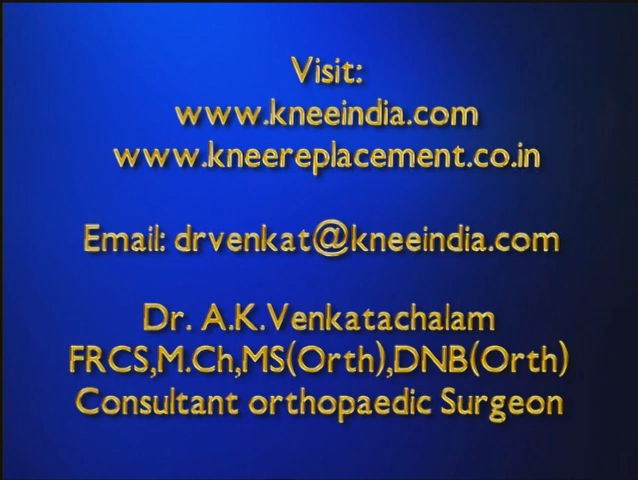 Visit:
www.kneeindia.com
www.kneereplacement.co.in
Email: drvenkat@kneeindia.com
Dr. A.K.Venkatachalam
FRCS,M.Ch,MS(Orth),DNB(Orth)
Consultant orthopaedic Surgeon